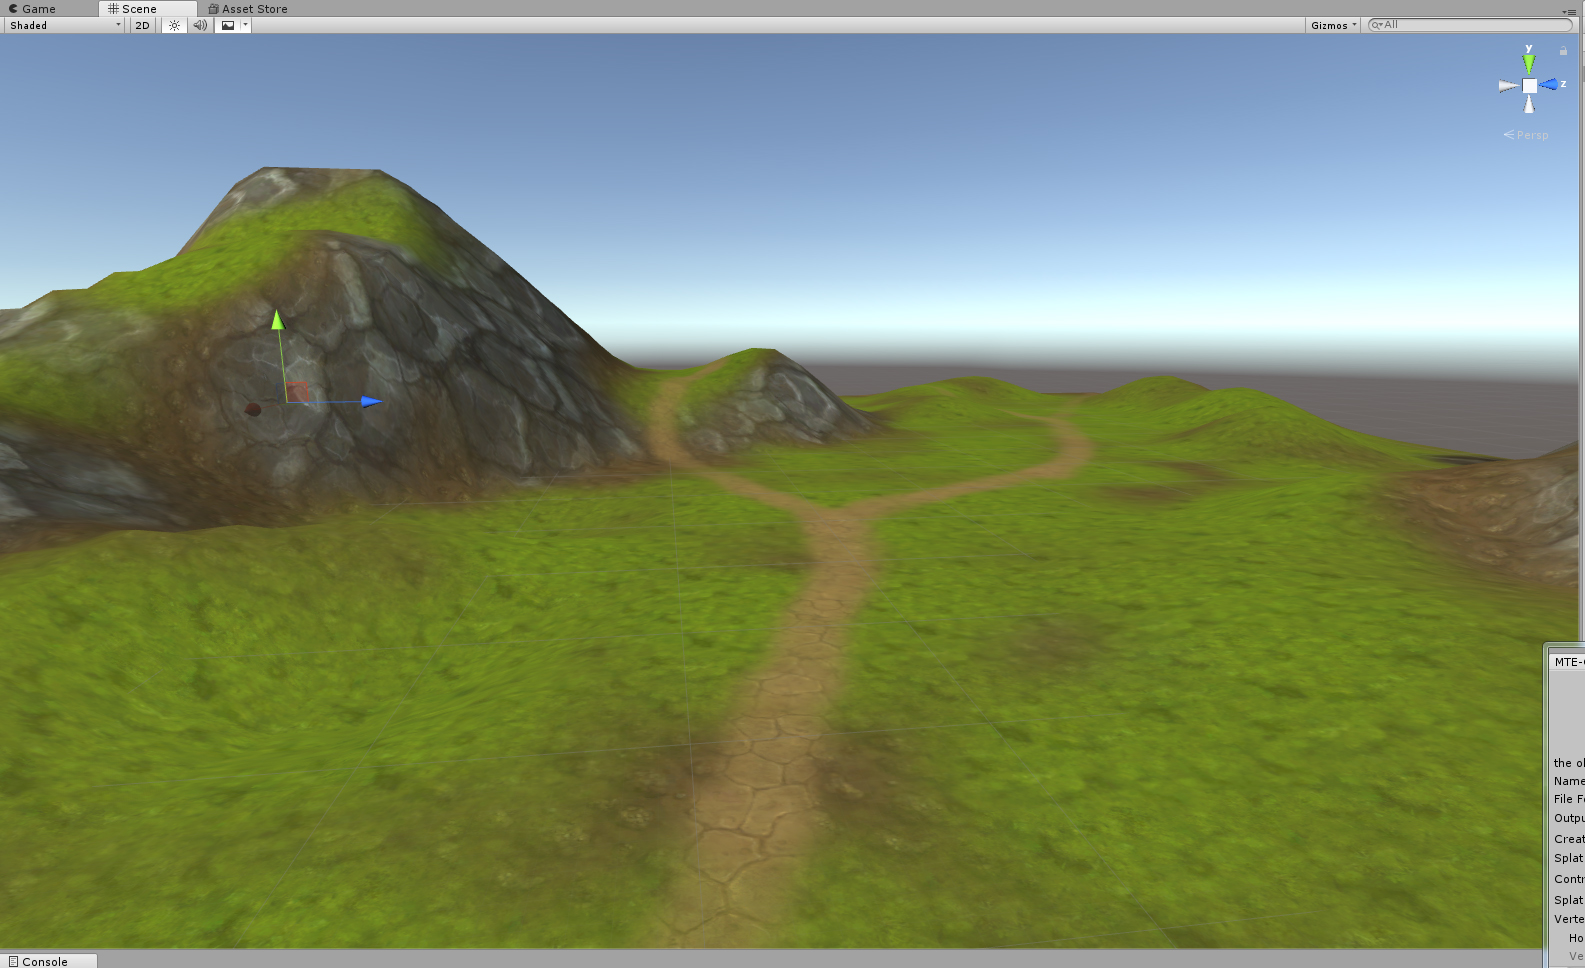 Game Scene Asset Store
Shaded 2D Gizmos All
y
z
Persp
MTE-
the
Name
File F
Outpu
Creat
Splat
Contr
Splat
Verte
Ho
Ve
Console